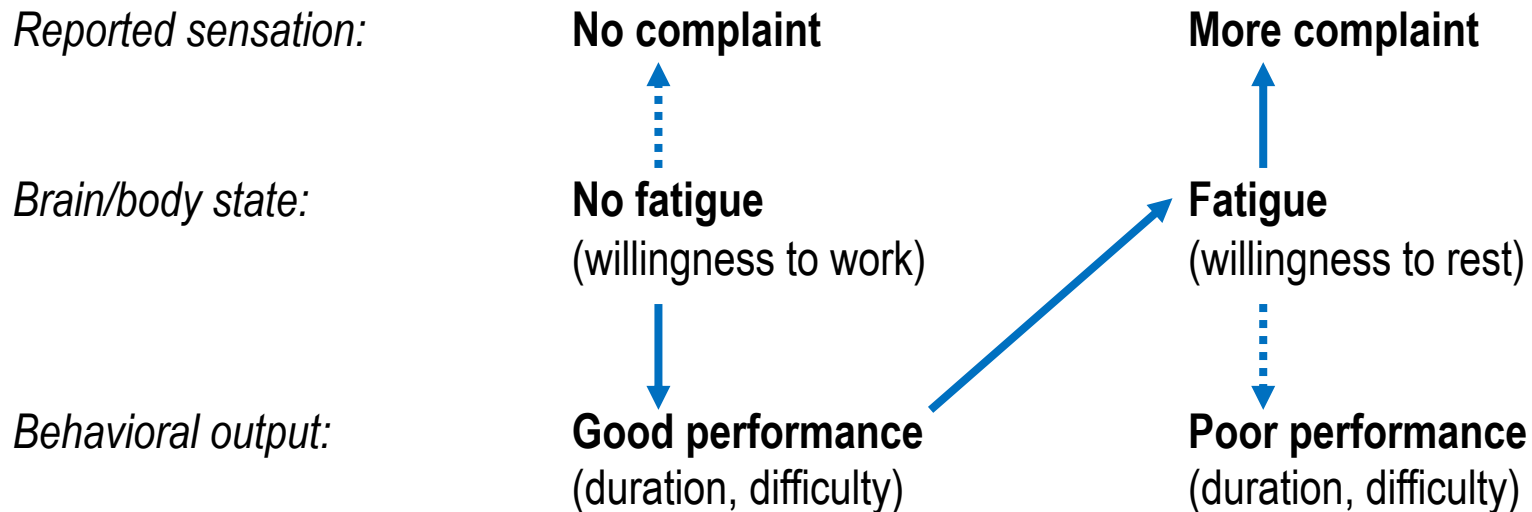 Reported sensation: No complaint More complaint
Brain/body state: No fatigue Fatigue
(willingness to work) (willingness to rest)
Behavioral output: Good performance Poor performance
(duration, difficulty) (duration, difficulty)